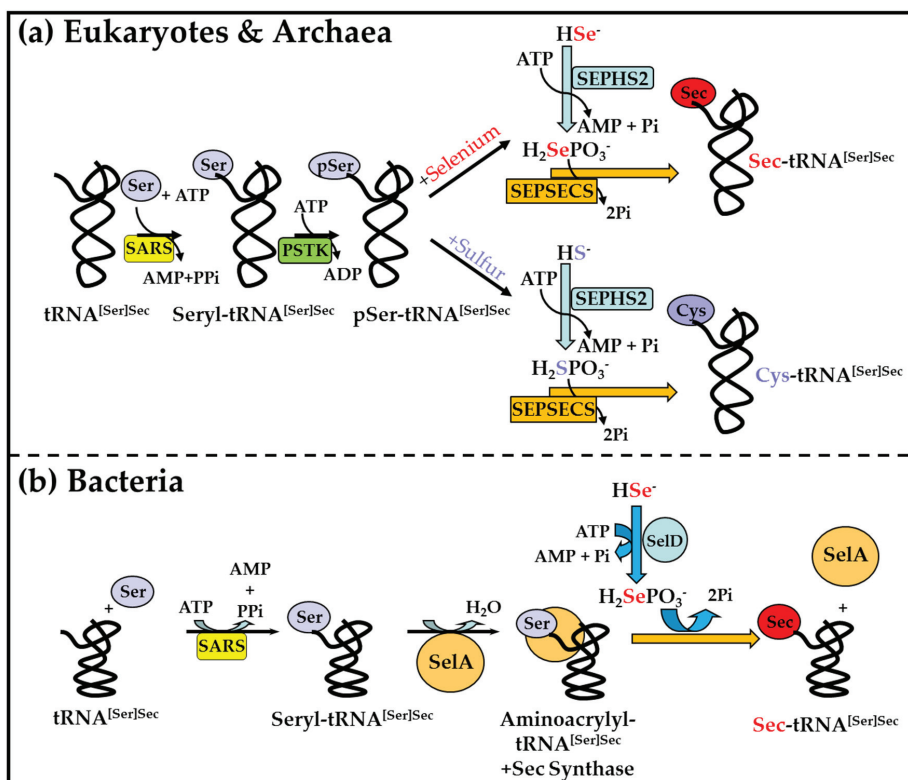 (a) Eukaryotes & Archaea
HSe⁻
ATP
SEPHS2
AMP + Pi
H₂SePO₃⁻
SEPSECS
2Pi
Sec
Sec-tRNA[Ser]Sec
+Selenium
Ser
+ ATP
SARS
AMP+PPi
tRNA[Ser]Sec
Ser
Seryl-tRNA[Ser]Sec
ATP
PSTK
ADP
pSer
pSer-tRNA[Ser]Sec
+Sulfur
HS⁻
ATP
SEPHS2
AMP + Pi
H₂SPO₃⁻
SEPSECS
2Pi
Cys
Cys-tRNA[Ser]Sec
(b) Bacteria
Ser
+
tRNA[Ser]Sec
ATP
AMP
+
PPi
SARS
Ser
Seryl-tRNA[Ser]Sec
H₂O
SelA
Ser
Aminoacrylyl-
tRNA[Ser]Sec
+Sec Synthase
HSe⁻
ATP
AMP + Pi
SelD
H₂SePO₃⁻
2Pi
SelA
+
Sec
Sec-tRNA[Ser]Sec